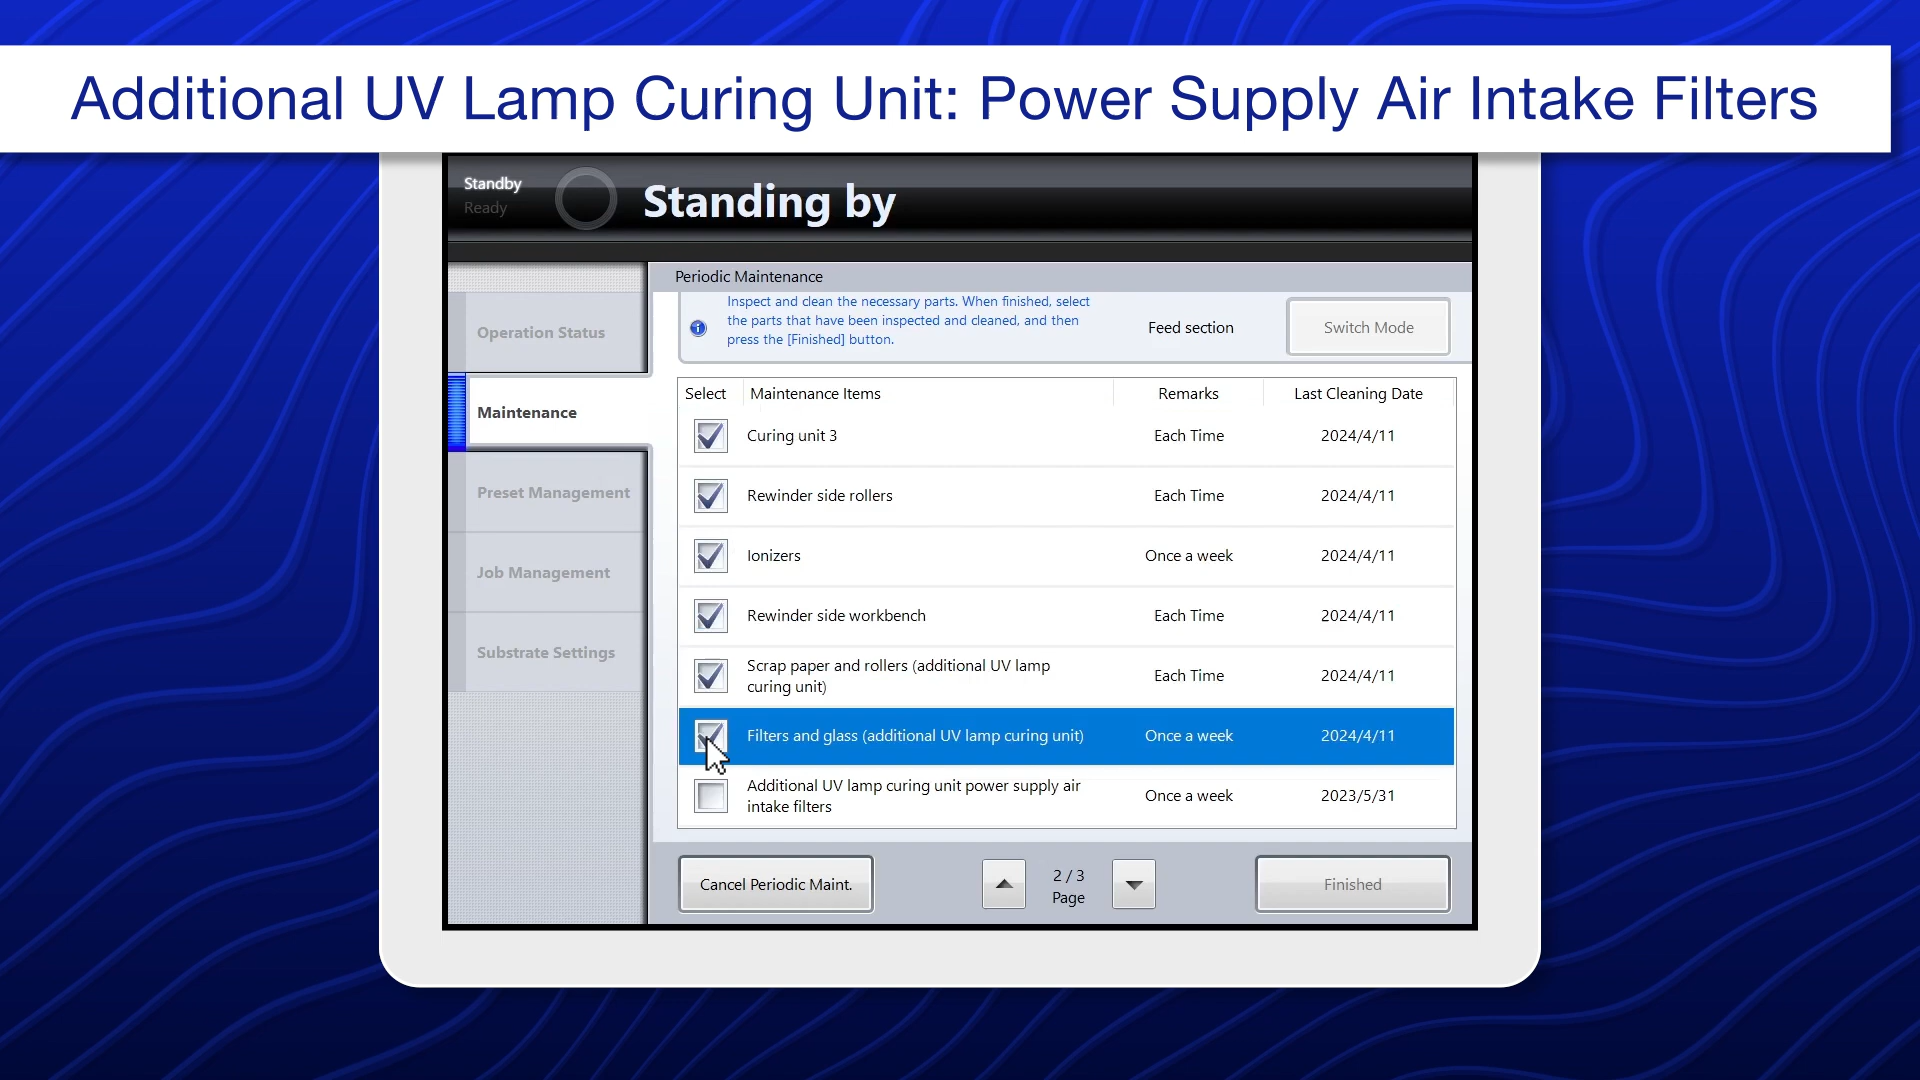 Additional UV Lamp Curing Unit: Power Supply Air Intake Filters
Standby
Ready
Standing by
Operation Status
Maintenance
Preset Management
Job Management
Substrate Settings
Periodic Maintenance
Inspect and clean the necessary parts. When finished, select
the parts that have been inspected and cleaned, and then
press the [Finished] button.
Feed section
Switch Mode
Select Maintenance Items Remarks Last Cleaning Date
Curing unit 3 Each Time 2024/4/11
Rewinder side rollers Each Time 2024/4/11
Ionizers Once a week 2024/4/11
Rewinder side workbench Each Time 2024/4/11
Scrap paper and rollers (additional UV lamp
curing unit) Each Time 2024/4/11
Filters and glass (additional UV lamp curing unit) Once a week 2024/4/11
Additional UV lamp curing unit power supply air
intake filters Once a week 2023/5/31
Cancel Periodic Maint.
2 / 3
Page
Finished